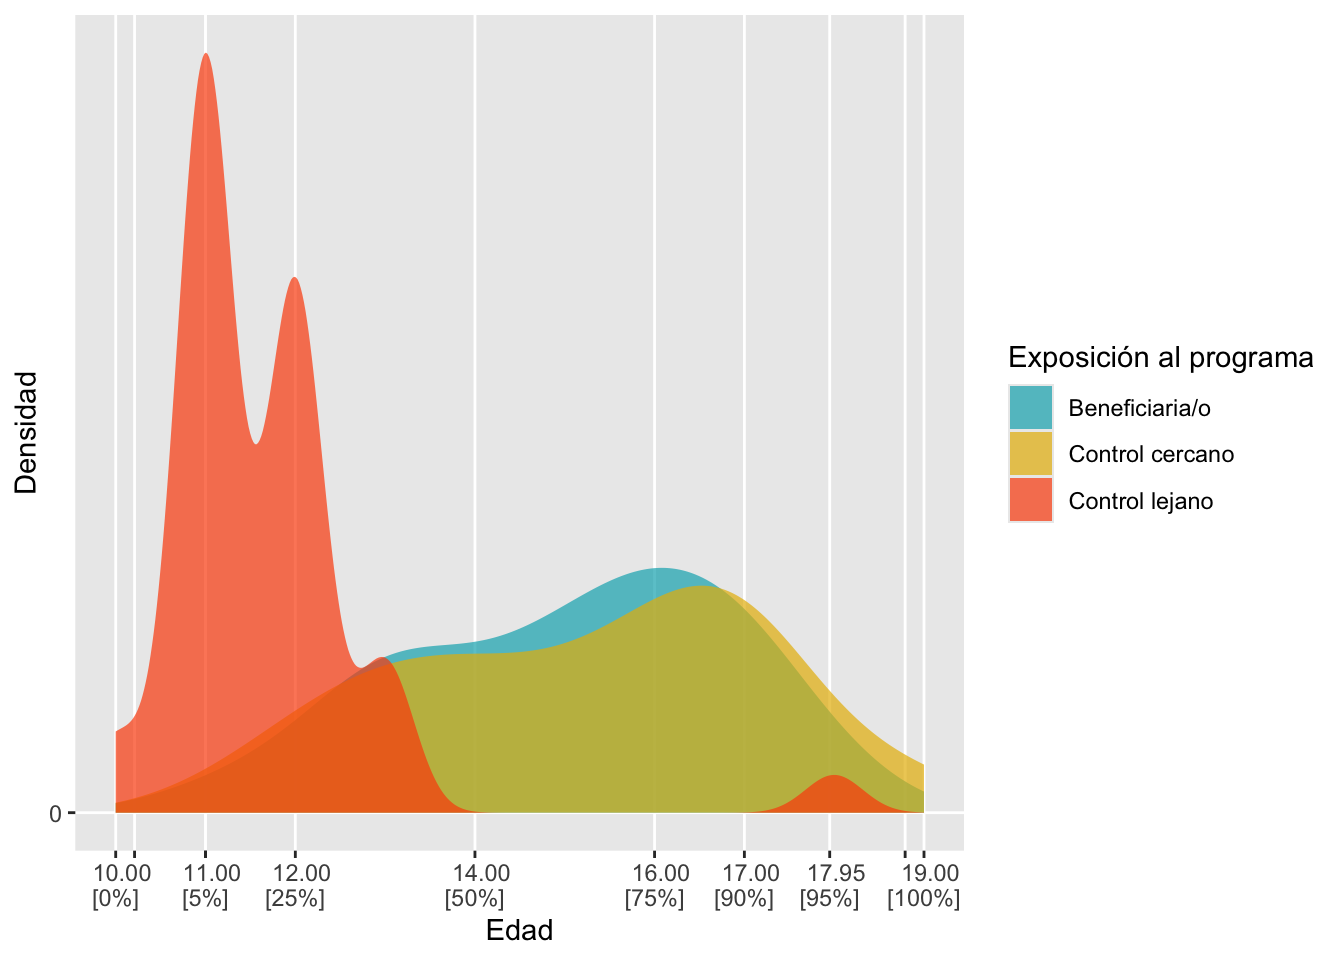 Densidad
0
10.00 11.00 12.00 14.00 16.00 17.00 17.95 19.00
[0%] [5%] [25%] [50%] [75%] [90%] [95%] [100%]
Edad
Exposición al programa
Beneficiaria/o
Control cercano
Control lejano